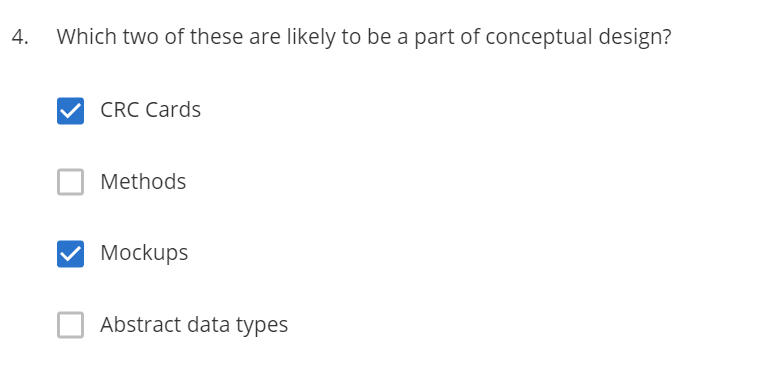 4. Which two of these are likely to be a part of conceptual design?
CRC Cards
Methods
Mockups
Abstract data types